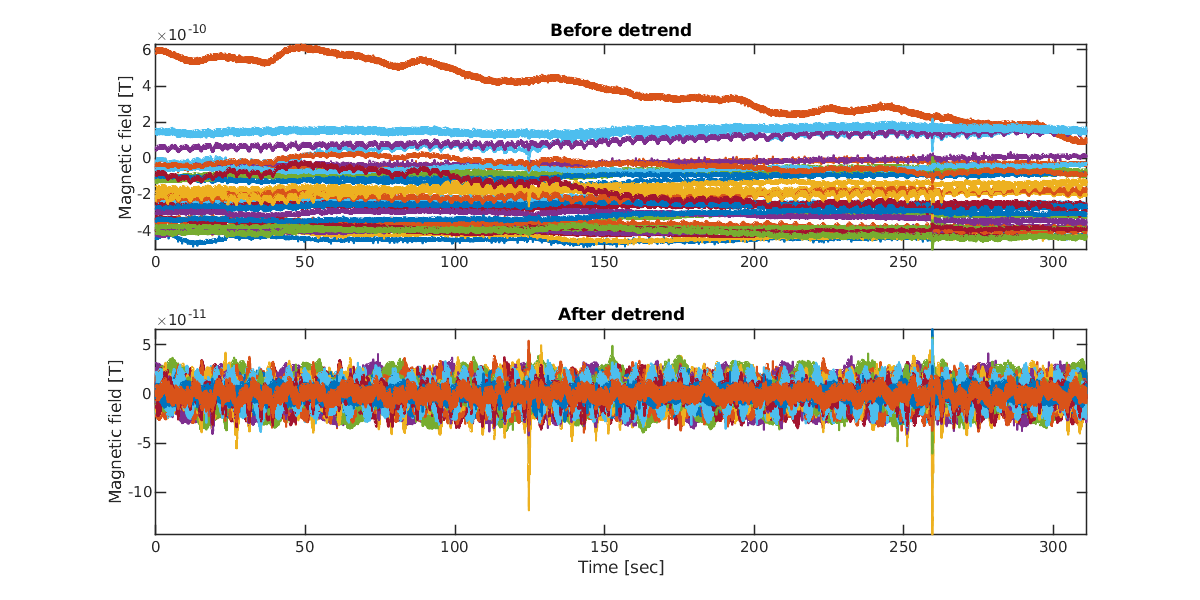 Before detrend
×10-10
Magnetic field [T]
6
4
2
0
-2
-4
0 50 100 150 200 250 300
After detrend
×10-11
Magnetic field [T]
5
0
-5
-10
0 50 100 150 200 250 300
Time [sec]